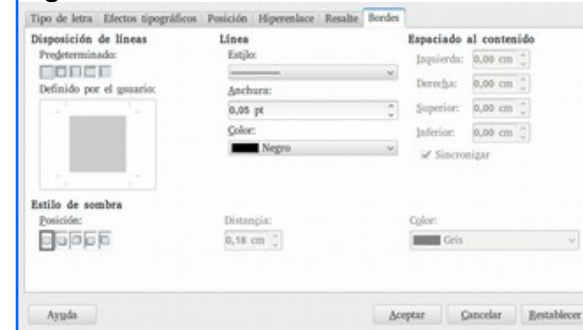 Tipo de letra Efectos tipográficos Posición Hiperenlace Resalte Bordes
Disposición de líneas Línea Espaciado al contenido
Predeterminado: Estilo: Izquierda: 0,00 cm
Definido por el usuario: Anchura: Derecha: 0,00 cm
0,05 pt Superior: 0,00 cm
Color: Inferior: 0,00 cm
Negro Sincronizar
Estilo de sombra
Posición: Distancia: Color:
0,18 cm Gris
Ayuda Aceptar Cancelar Restablecer